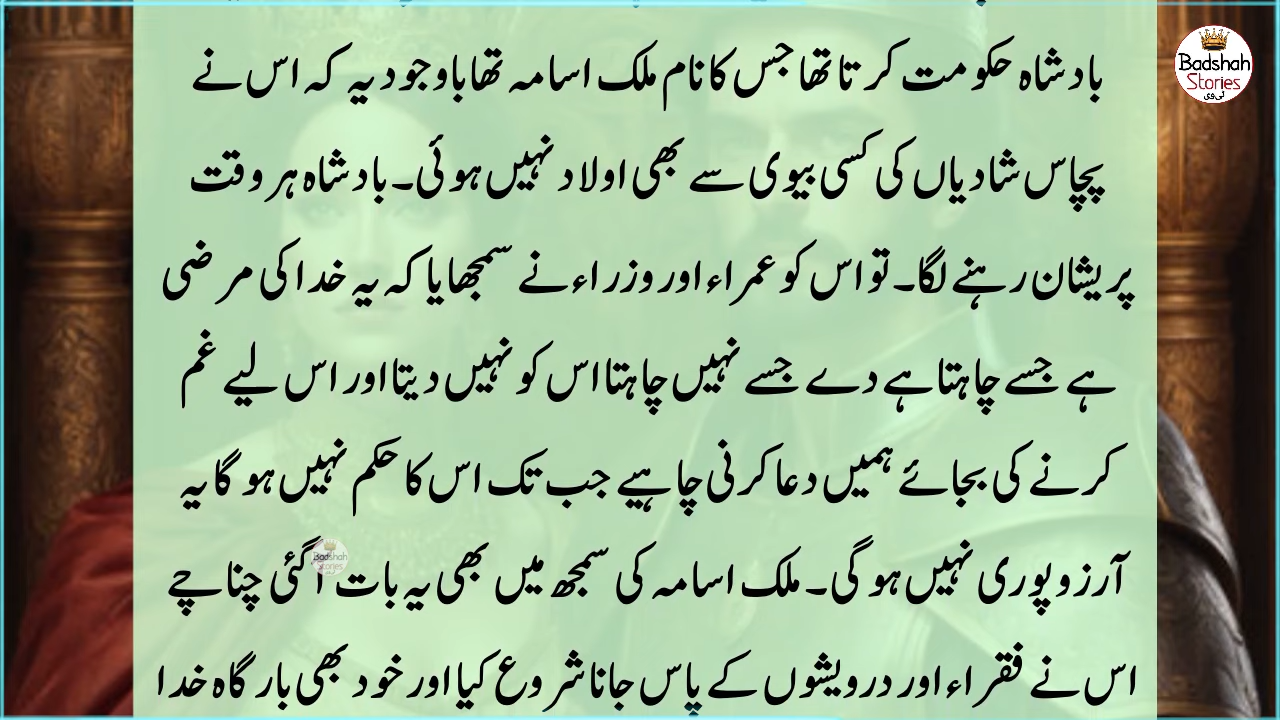 Badshah
Stories
ٹی وی
بادشاہ حکومت کرتا تھا جس کا نام ملک اسامہ تھا باوجود یہ کہ اس نے
پچاس شادیاں کی کسی بیوی سے بھی اولاد نہیں ہوئی۔ بادشاہ ہر وقت
پریشان رہنے لگا۔ تو اس کو عمراء اور وزراء نے سمجھایا کہ یہ خدا کی مرضی
ہے جسے چاہتا ہے دے جسے نہیں چاہتا اس کو نہیں دیتا اور اس لیے غم
کرنے کی بجائے ہمیں دعا کرنی چاہیے جب تک اس کا حکم نہیں ہو گا یہ
آرزو پوری نہیں ہو گی۔ ملک اسامہ کی سمجھ میں بھی یہ بات آ گئی چناچے
Badshah
Stories
اس نے فقراء اور درویشوں کے پاس جانا شروع کیا اور خود بھی بارگاہ خدا